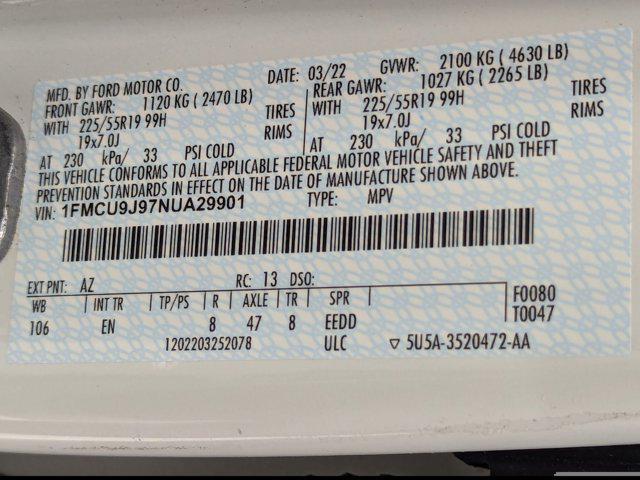 MFD. BY FORD MOTOR CO. DATE: 03/22 GVWR: 2100 KG (4630 LB)
FRONT GAWR: 1120 KG (2470 LB) REAR GAWR: 1027 KG (2265 LB)
WITH 225/55R19 99H TIRES WITH 225/55R19 99H TIRES
19x7.0J RIMS 19x7.0J RIMS
AT 230 kPa/ 33 PSI COLD AT 230 kPa/ 33 PSI COLD
THIS VEHICLE CONFORMS TO ALL APPLICABLE FEDERAL MOTOR VEHICLE SAFETY AND THEFT
PREVENTION STANDARDS IN EFFECT ON THE DATE OF MANUFACTURE SHOWN ABOVE.
VIN: 1FMCU9J97NUA29901 TYPE: MPV
EXT PNT: AZ RC: 13 DSO:
WB INT TR TP/PS R AXLE TR SPR F0080
106 EN 8 47 8 EEDD T0047
1202203252078 ULC ▽ 5U5A-3520472-AA